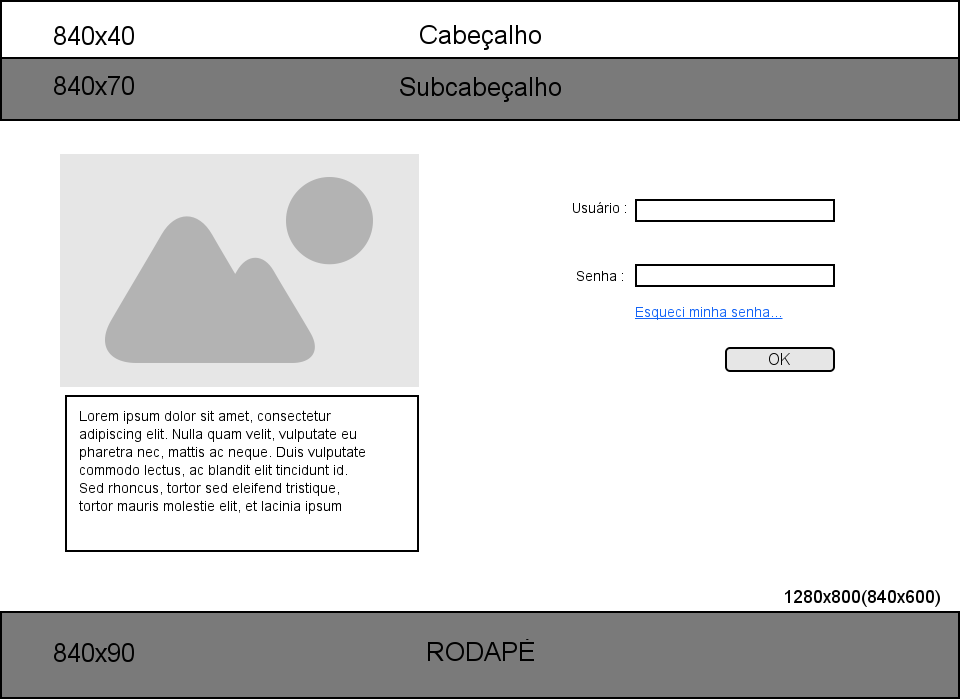 840x40
Cabeçalho
840x70
Subcabeçalho
Usuário :
Senha :
Esqueci minha senha...
OK
Lorem ipsum dolor sit amet, consectetur
adipiscing elit. Nulla quam velit, vulputate eu
pharetra nec, mattis ac neque. Duis vulputate
commodo lectus, ac blandit elit tincidunt id.
Sed rhoncus, tortor sed eleifend tristique,
tortor mauris molestie elit, et lacinia ipsum
1280x800(840x600)
840x90
RODAPÉ